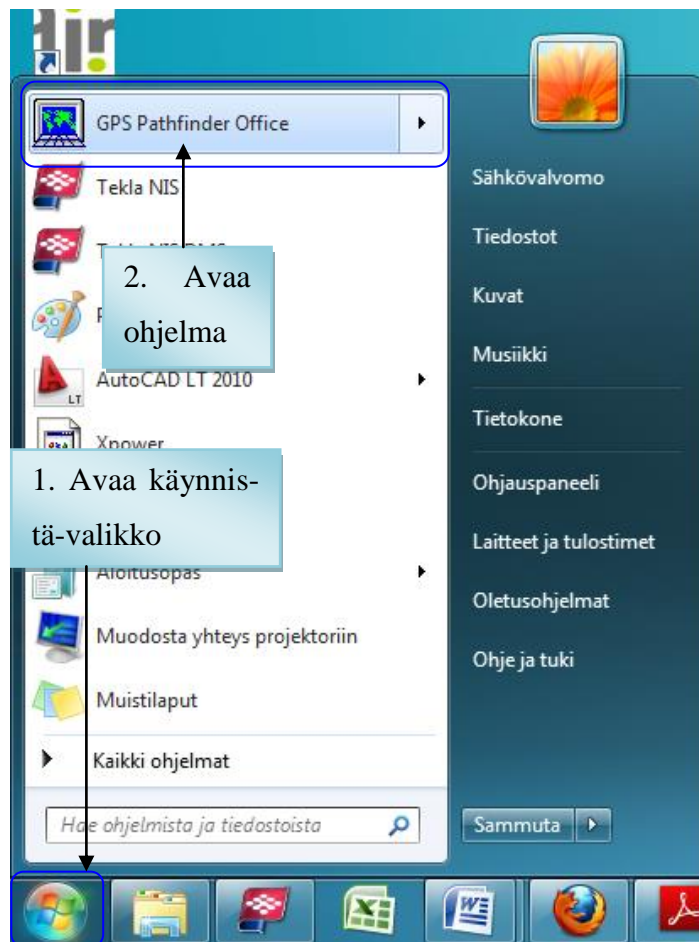 air
GPS Pathfinder Office
Tekla NIS
2. Avaa
ohjelma
AutoCAD LT 2010
LT
Xpower
1. Avaa käynnis-
tä-valikko
Aloitusopas
Muodosta yhteys projektoriin
Muistilaput
Kaikki ohjelmat
Hae ohjelmista ja tiedostoista
Sähkövalvomo
Tiedostot
Kuvat
Musiikki
Tietokone
Ohjauspaneeli
Laitteet ja tulostimet
Oletusohjelmat
Ohje ja tuki
Sammuta